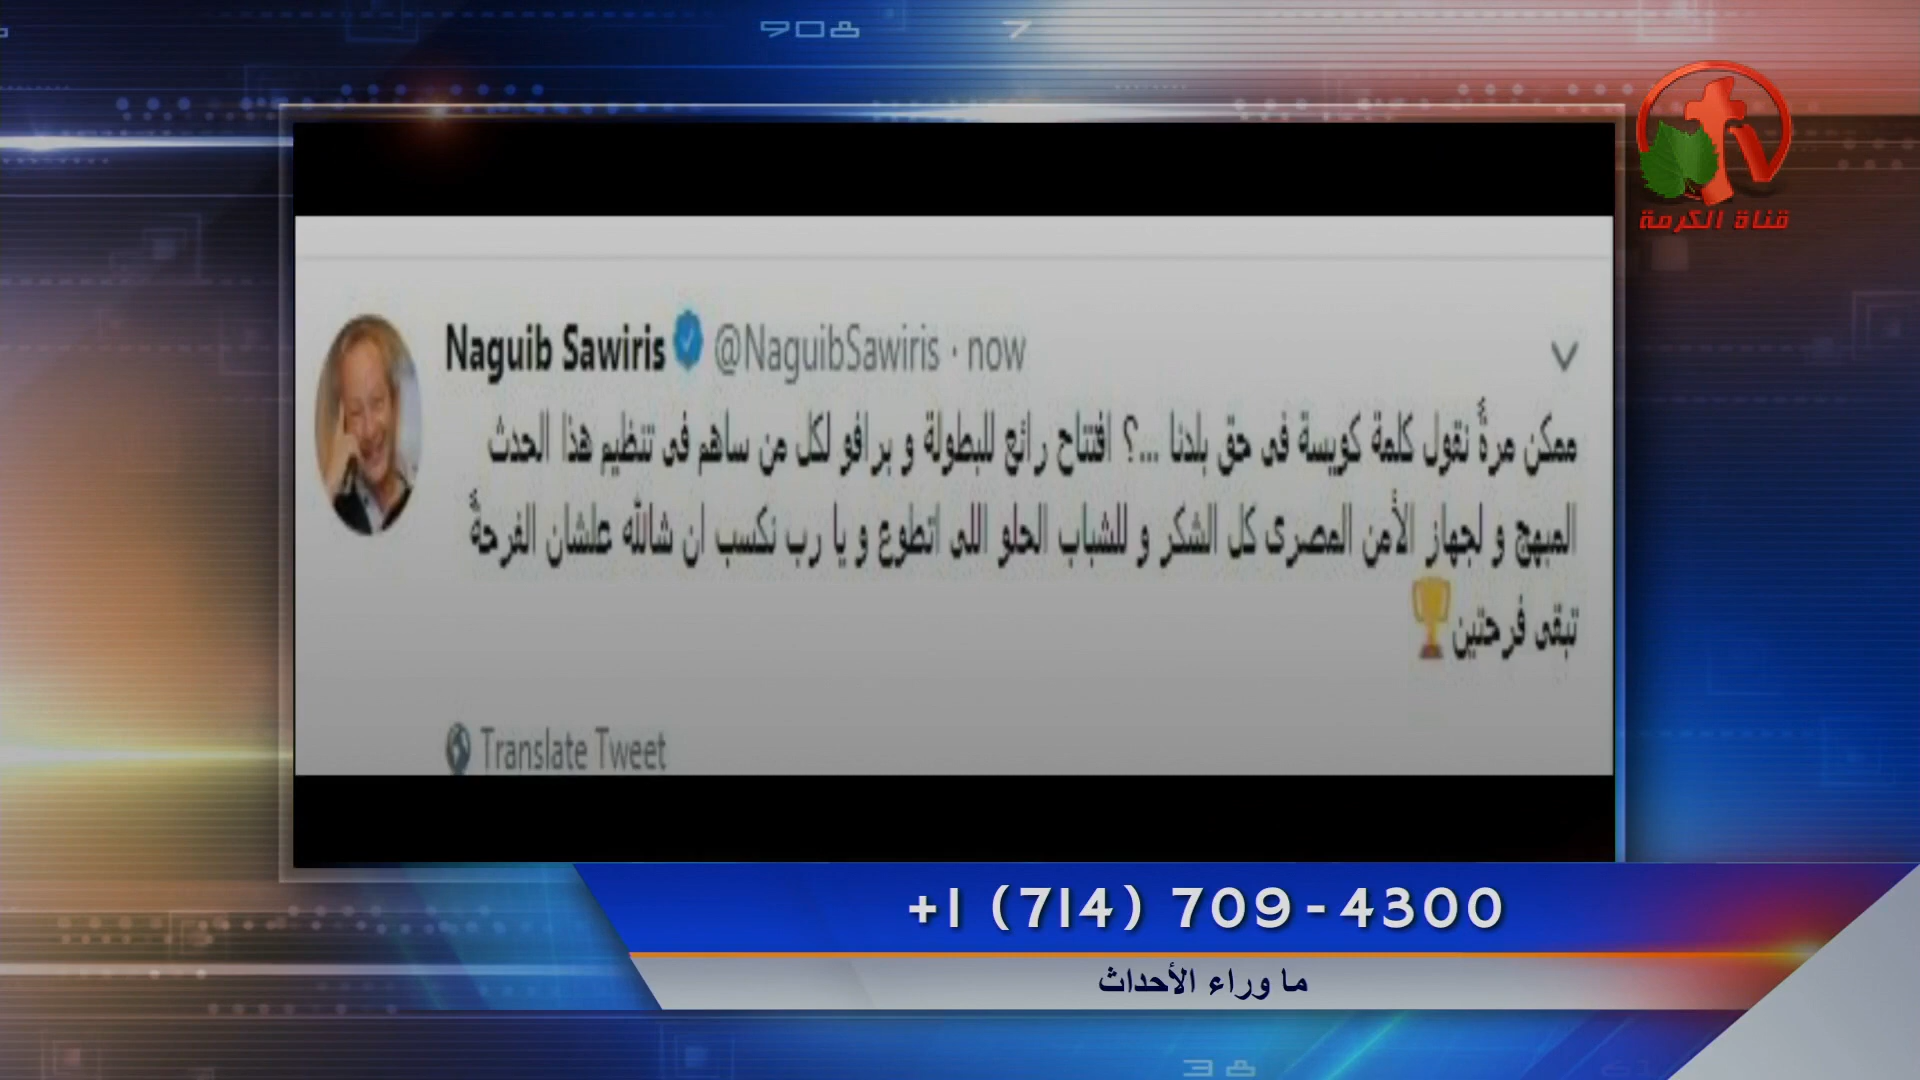 908
7
قناة الكرمة
Naguib Sawiris @NaguibSawiris · now
ممكن مرةً نقول كلمة كويسة فى حق بلدنا ...؟ افتتاح رائع للبطولة و برافو لكل من ساهم فى تنظيم هذا الحدث
المبهج و لجهاز الأمن المصرى كل الشكر و للشباب الحلو اللى اتطوع و يا رب نكسب ان شالله علشان الفرحةً
تبقى فرحتين🏆
Translate Tweet
+1 (714) 709-4300
ما وراء الأحداث